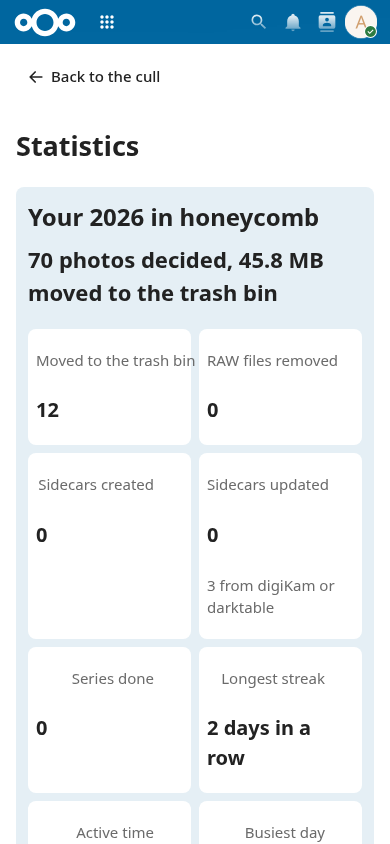 A
Back to the cull
Statistics
Your 2026 in honeycomb
70 photos decided, 45.8 MB
moved to the trash bin
Moved to the trash bin
RAW files removed
12
0
Sidecars created
Sidecars updated
0
0
3 from digiKam or
darktable
Series done
Longest streak
0
2 days in a
row
Active time
Busiest day